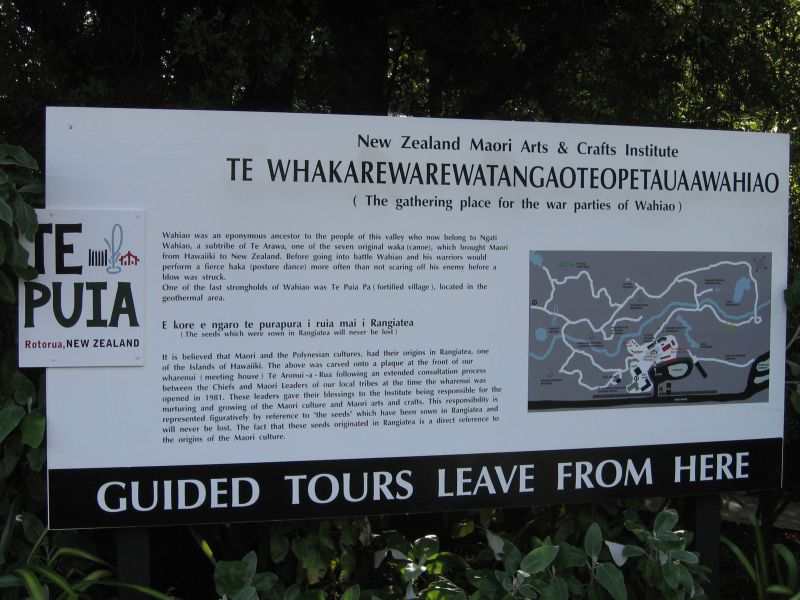 New Zealand Maori Arts & Crafts Institute
TE WHAKAREWAREWATANGAOTEOPETAUAAWAHIAO
( The gathering place for the war parties of Wahiao )
TE
PUIA
Rotorua, NEW ZEALAND
Wahiao was an eponymous ancestor to the people of this valley who now belong to Ngati
Wahiao, a subtribe of Te Arawa, one of the seven original waka (canoe), which brought Maori
from Hawaiiki to New Zealand. Before going into battle Wahiao and his warriors would
perform a fierce haka (posture dance) more often than not scaring off his enemy before a
blow was struck.
One of the last strongholds of Wahiao was Te Puia Pa ( fortified village ), located in the
geothermal area.
E kore e ngaro te purapura i ruia mai i Rangiatea
( The seeds which were sown in Rangiatea will never be lost )
It is believed that Maori and the Polynesian cultures, had their origins in Rangiatea, one
of the Islands of Hawaiiki. The above was carved onto a plaque at the front of our
wharenui ( meeting house ) Te Aronui -a - Rua following an extended consultation process
between the Chiefs and Maori Leaders of our local tribes at the time the wharenui was
opened in 1981. These leaders gave their blessings to the Institute being responsible for the
nurturing and growing of the Maori culture and Maori arts and crafts. This responsibility is
represented figuratively by reference to "the seeds" which have been sown in Rangiatea and
will never be lost. The fact that these seeds originated in Rangiatea is a direct reference to
the origins of the Maori culture.
GUIDED TOURS LEAVE FROM HERE